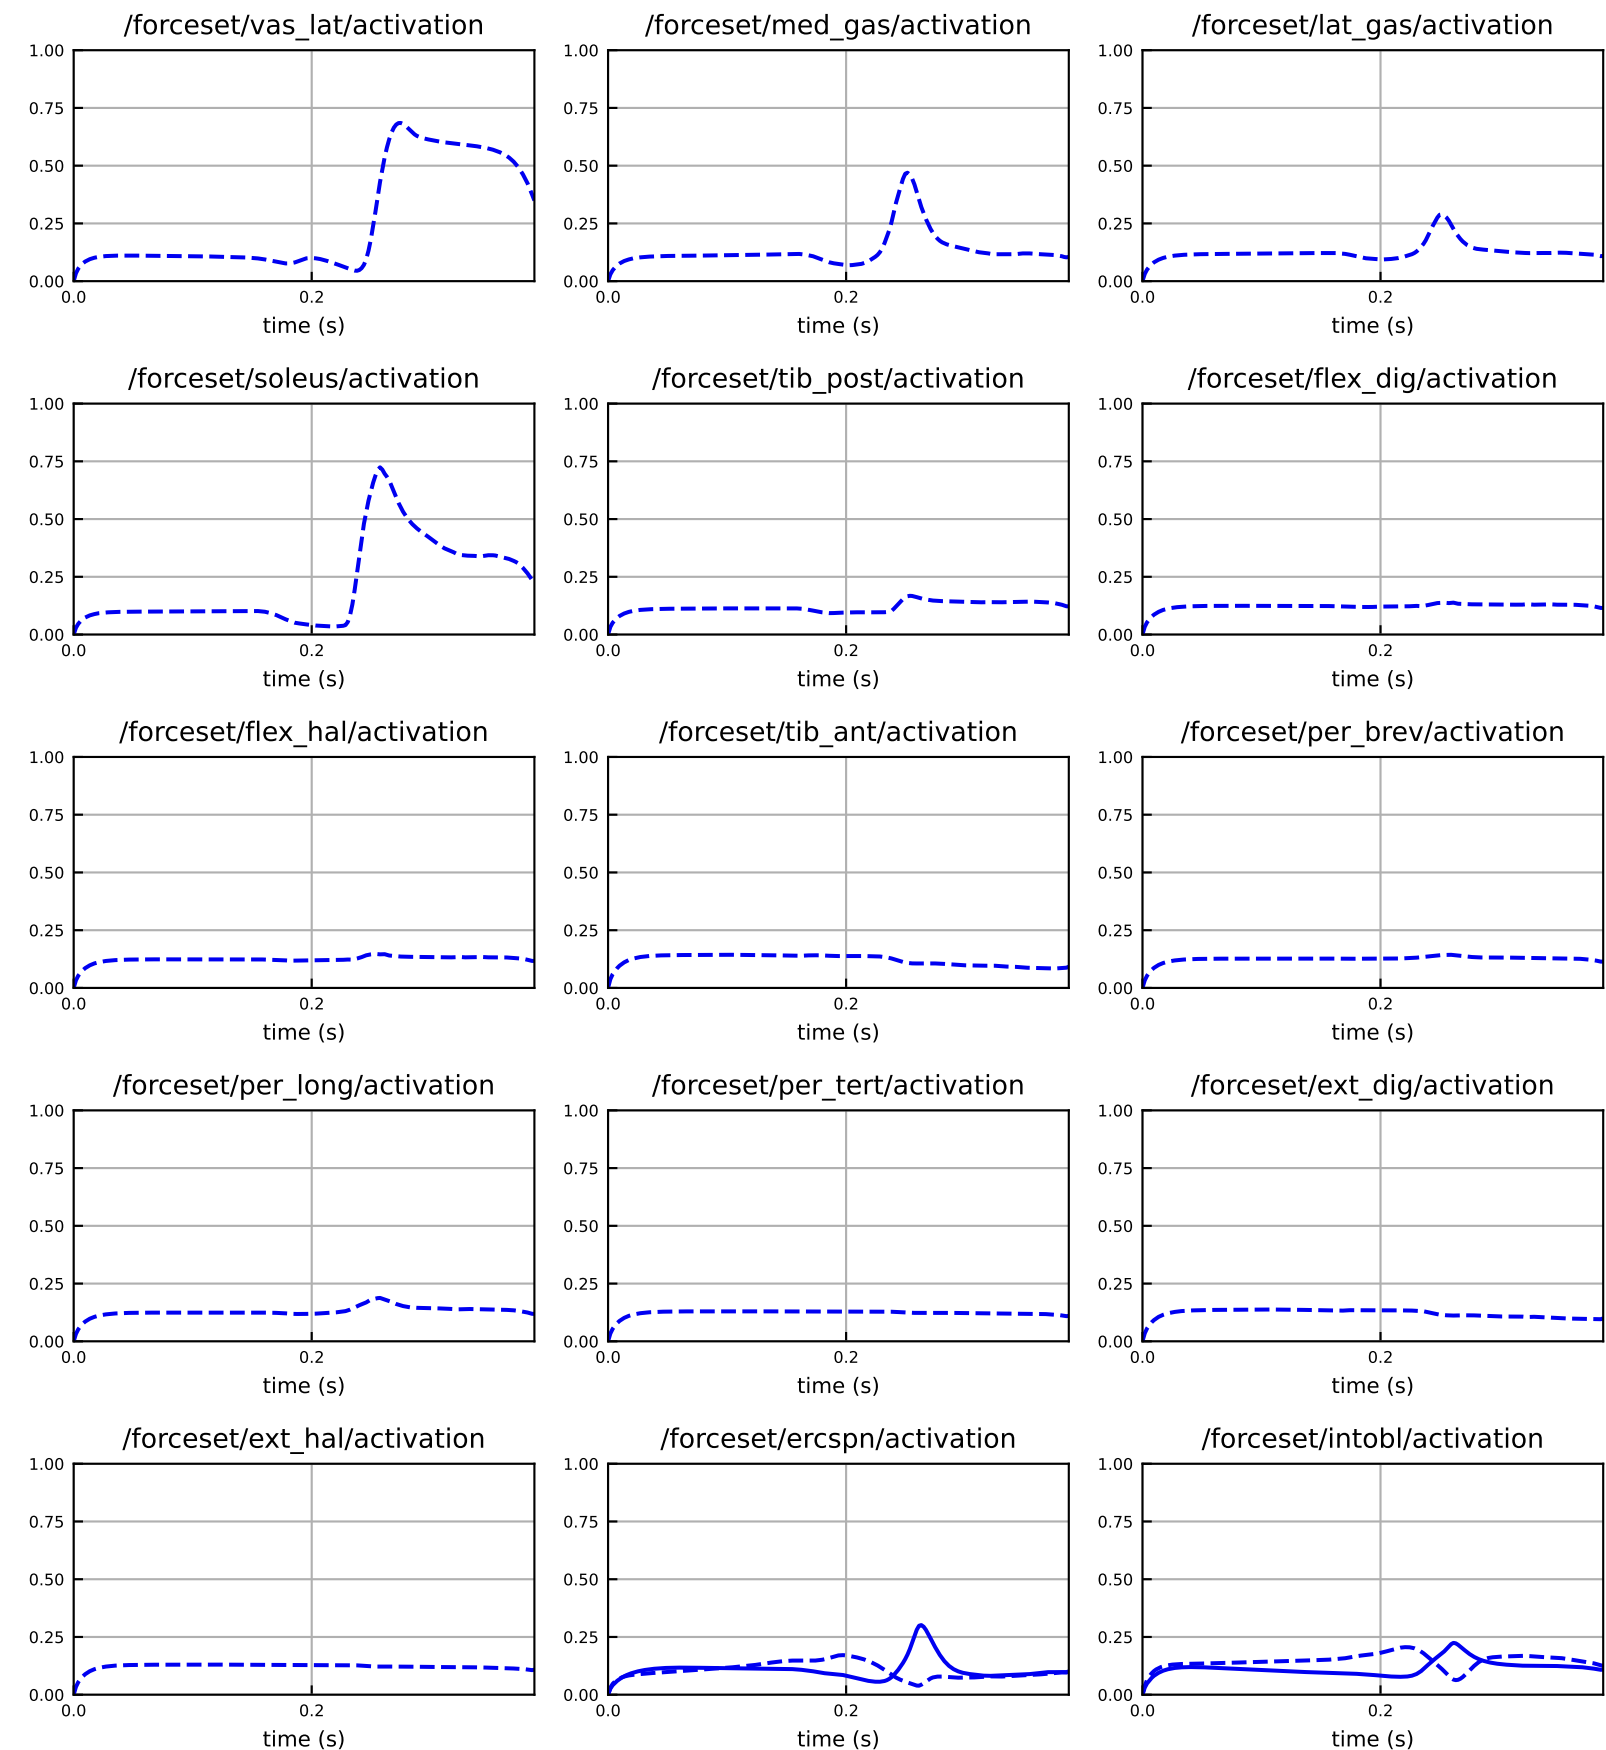 /forceset/vas_lat/activation /forceset/med_gas/activation /forceset/lat_gas/activation
1.00 1.00 1.00
0.75 0.75 0.75
0.50 0.50 0.50
0.25 0.25 0.25
0.00 0.00 0.00
0.0 0.2 0.0 0.2 0.0 0.2
time (s) time (s) time (s)
/forceset/soleus/activation /forceset/tib_post/activation /forceset/flex_dig/activation
1.00 1.00 1.00
0.75 0.75 0.75
0.50 0.50 0.50
0.25 0.25 0.25
0.00 0.00 0.00
0.0 0.2 0.0 0.2 0.0 0.2
time (s) time (s) time (s)
/forceset/flex_hal/activation /forceset/tib_ant/activation /forceset/per_brev/activation
1.00 1.00 1.00
0.75 0.75 0.75
0.50 0.50 0.50
0.25 0.25 0.25
0.00 0.00 0.00
0.0 0.2 0.0 0.2 0.0 0.2
time (s) time (s) time (s)
/forceset/per_long/activation /forceset/per_tert/activation /forceset/ext_dig/activation
1.00 1.00 1.00
0.75 0.75 0.75
0.50 0.50 0.50
0.25 0.25 0.25
0.00 0.00 0.00
0.0 0.2 0.0 0.2 0.0 0.2
time (s) time (s) time (s)
/forceset/ext_hal/activation /forceset/ercspn/activation /forceset/intobl/activation
1.00 1.00 1.00
0.75 0.75 0.75
0.50 0.50 0.50
0.25 0.25 0.25
0.00 0.00 0.00
0.0 0.2 0.0 0.2 0.0 0.2
time (s) time (s) time (s)